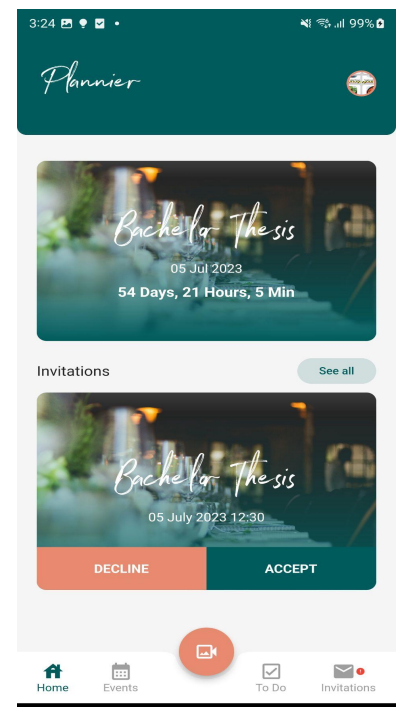 3:24 99%
Plannier
Bachelor Thesis
05 Jul 2023
54 Days, 21 Hours, 5 Min
Invitations See all
Bachelor Thesis
05 July 2023 12:30
DECLINE ACCEPT
Home Events To Do Invitations